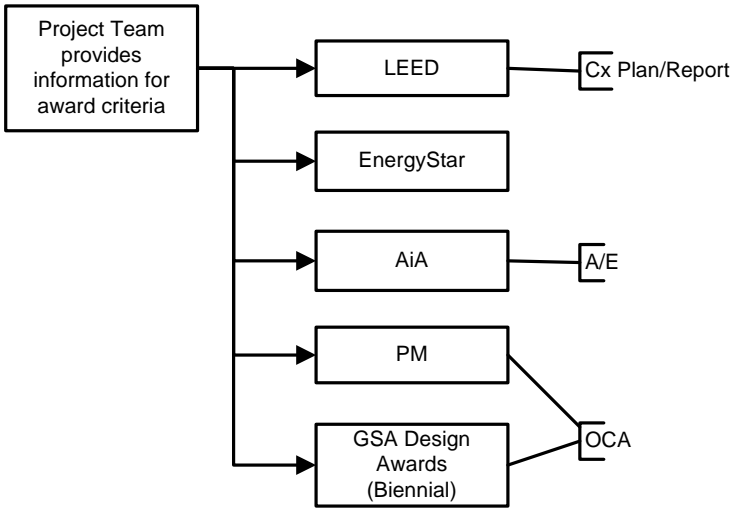 Project Team
provides
information for
award criteria
LEED
Cx Plan/Report
EnergyStar
AiA
A/E
PM
GSA Design
Awards
(Biennial)
OCA